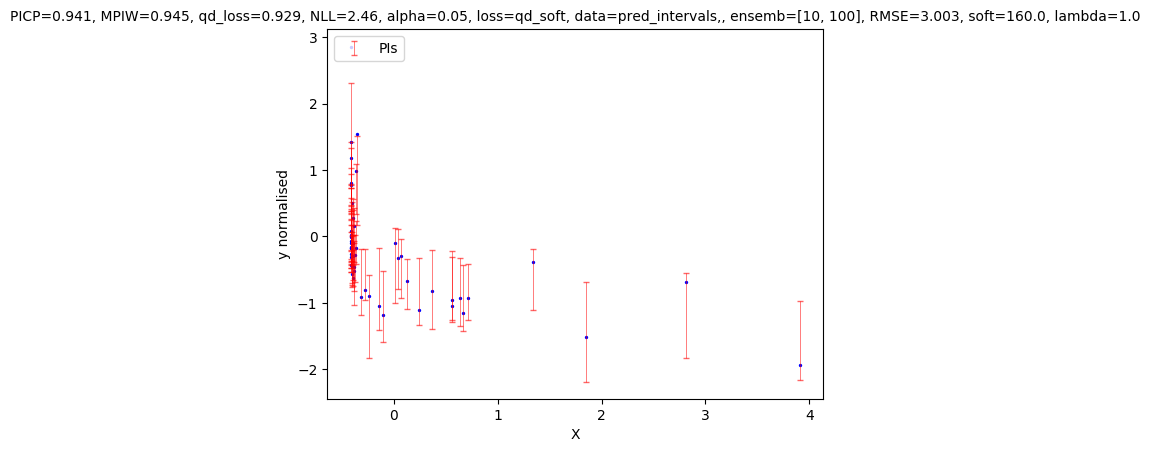 PICP=0.941, MPIW=0.945, qd_loss=0.929, NLL=2.46, alpha=0.05, loss=qd_soft, data=pred_intervals,, ensemb=[10, 100], RMSE=3.003, soft=160.0, lambda=1.0
PIs
3
2
1
0
−1
−2
y normalised
0 1 2 3 4
X